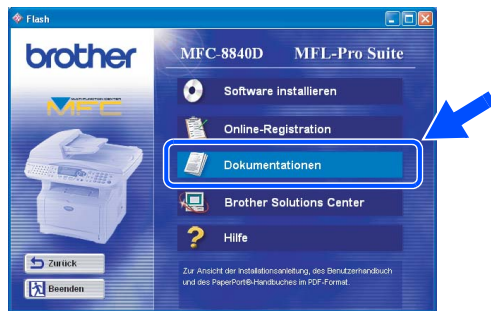 Flash
brother
MFC-8840D MFL-Pro Suite
MFC
Software installieren
Online-Registration
Dokumentationen
Brother Solutions Center
Hilfe
Zurück
Beenden
Zur Ansicht der Installationsanleitung, des Benutzerhandbuch
und des PaperPort®-Handbuches im PDF-Format.